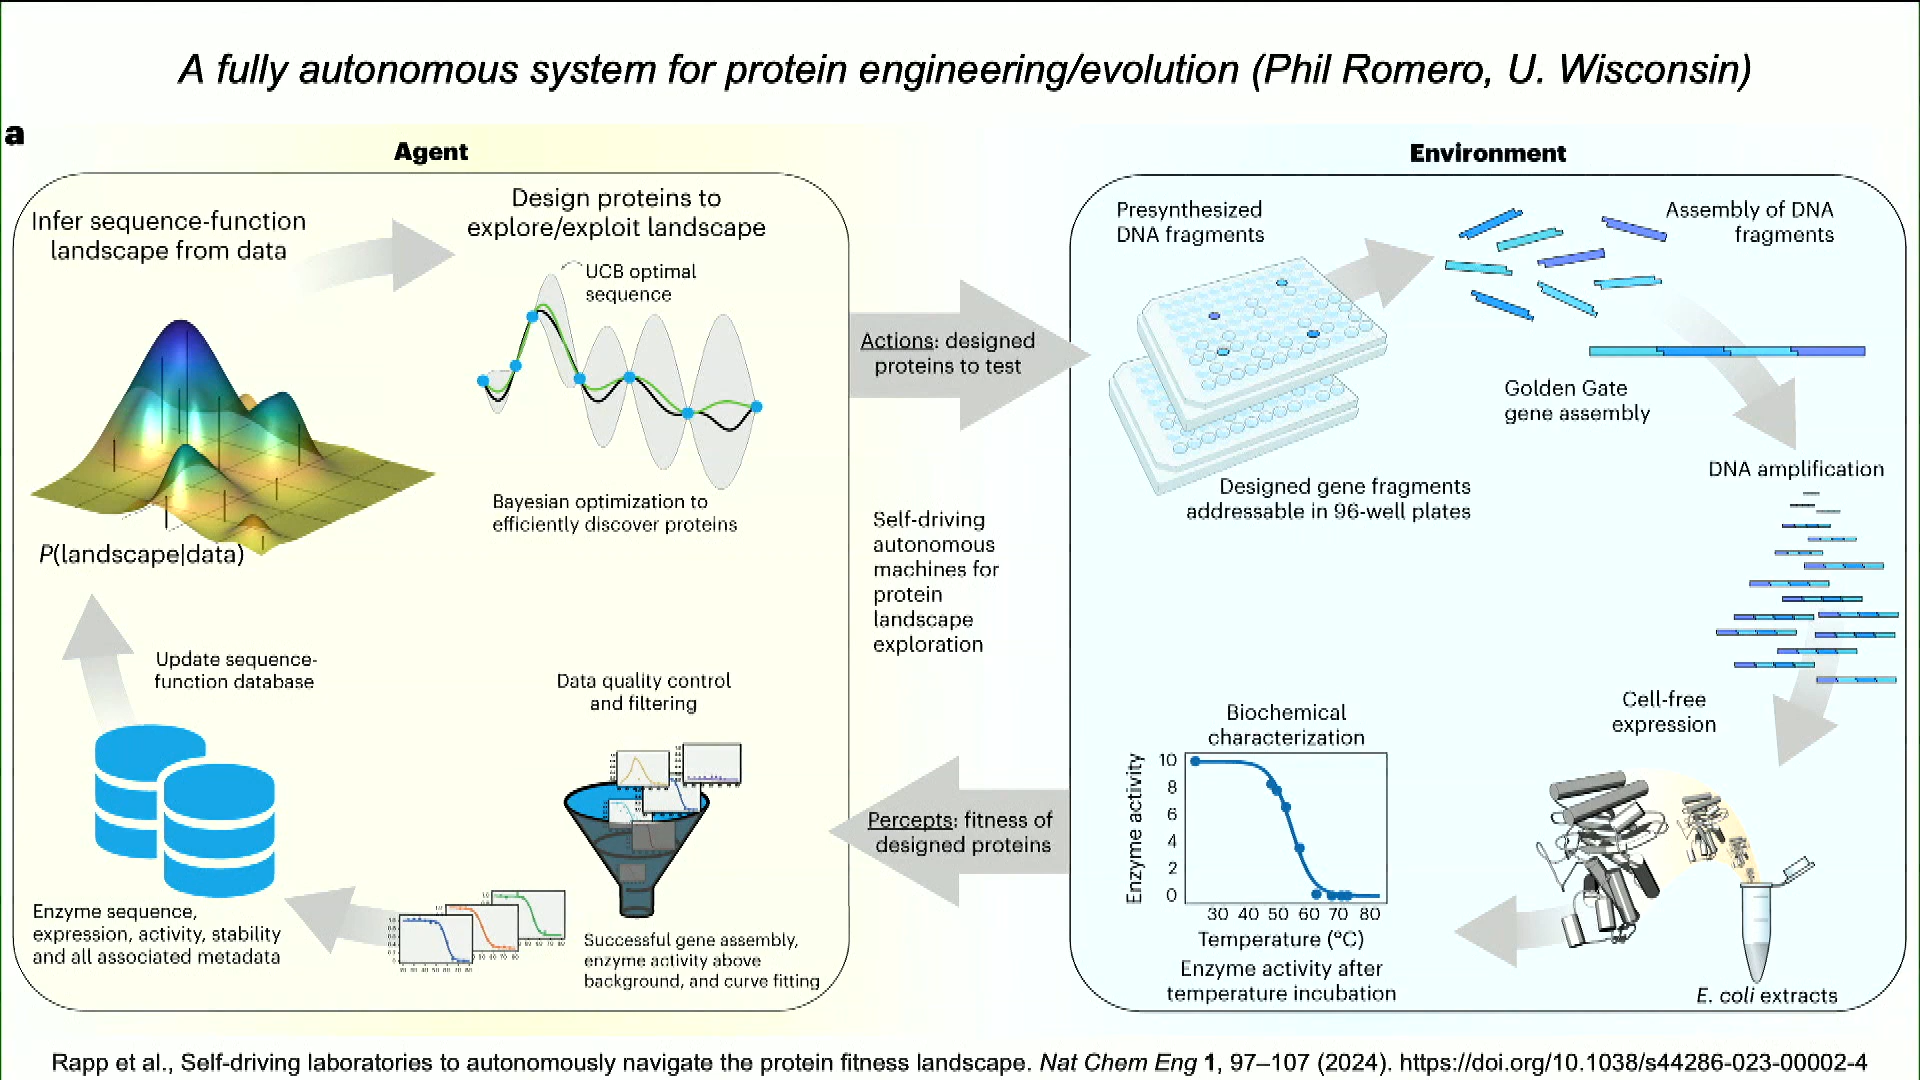 A fully autonomous system for protein engineering/evolution (Phil Romero, U. Wisconsin)
a
Agent
Infer sequence-function
landscape from data
Design proteins to
explore/exploit landscape
UCB optimal
sequence
Bayesian optimization to
efficiently discover proteins
P(landscape|data)
Update sequence-
function database
Data quality control
and filtering
Enzyme sequence,
expression, activity, stability
and all associated metadata
Successful gene assembly,
enzyme activity above
background, and curve fitting
Actions: designed
proteins to test
Self-driving
autonomous
machines for
protein
landscape
exploration
Percepts: fitness of
designed proteins
Environment
Presynthesized
DNA fragments
Assembly of DNA
fragments
Golden Gate
gene assembly
Designed gene fragments
addressable in 96-well plates
DNA amplification
Cell-free
expression
Biochemical
characterization
Enzyme activity
10
8
6
4
2
0
30 40 50 60 70 80
Temperature (°C)
Enzyme activity after
temperature incubation
E. coli extracts
Rapp et al., Self-driving laboratories to autonomously navigate the protein fitness landscape. Nat Chem Eng 1, 97–107 (2024). https://doi.org/10.1038/s44286-023-00002-4